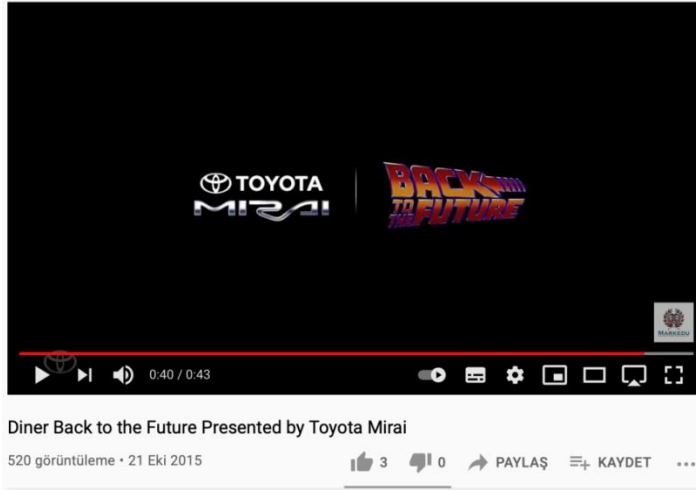 TOYOTA
MIRAI
BACK
TO THE FUTURE
MARKEDU
0:40 / 0:43
Diner Back to the Future Presented by Toyota Mirai
520 görüntüleme • 21 Eki 2015
3
0
PAYLAŞ
KAYDET